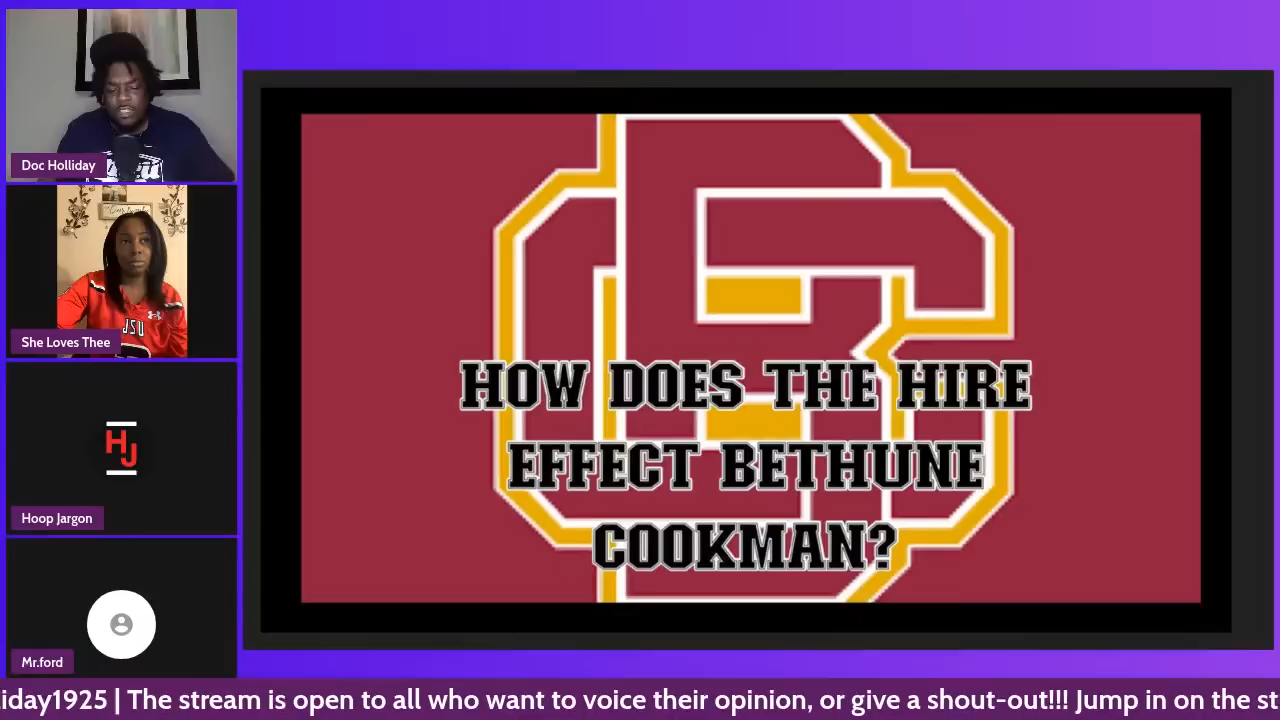 Doc Holliday
JSU
She Loves Thee
HJ
Hoop Jargon
Mr.ford
HOW DOES THE HIRE
EFFECT BETHUNE
COOKMAN?
iday1925 | The stream is open to all who want to voice their opinion, or give a shout-out!!! Jump in on the st